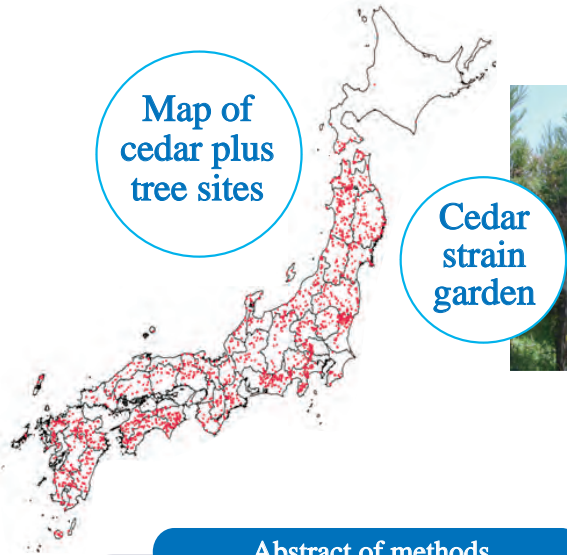 Map of
cedar plus
tree sites
Cedar
strain
garden
Abstract of methods